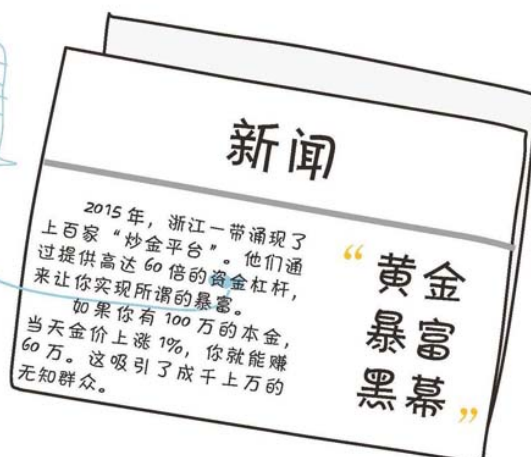 新闻
2015年，浙江一带涌现了
上百家“炒金平台”。他们通
过提供高达60倍的资金杠杆，
来让你实现所谓的暴富。
如果你有100万的本金，
当天金价上涨1%，你就能赚
60万。这吸引了成千上万的
无知群众。
“黄金
暴富
黑幕”